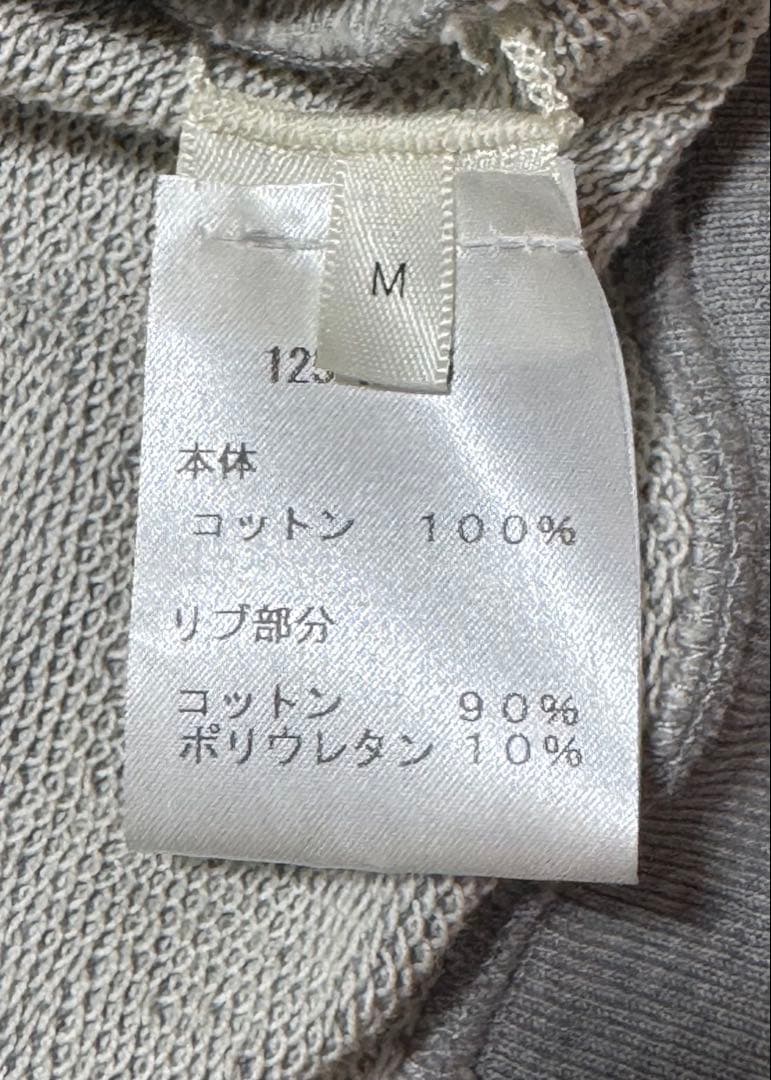 M
本体
コットン 100%
リブ部分
コットン 90%
ポリウレタン 10%